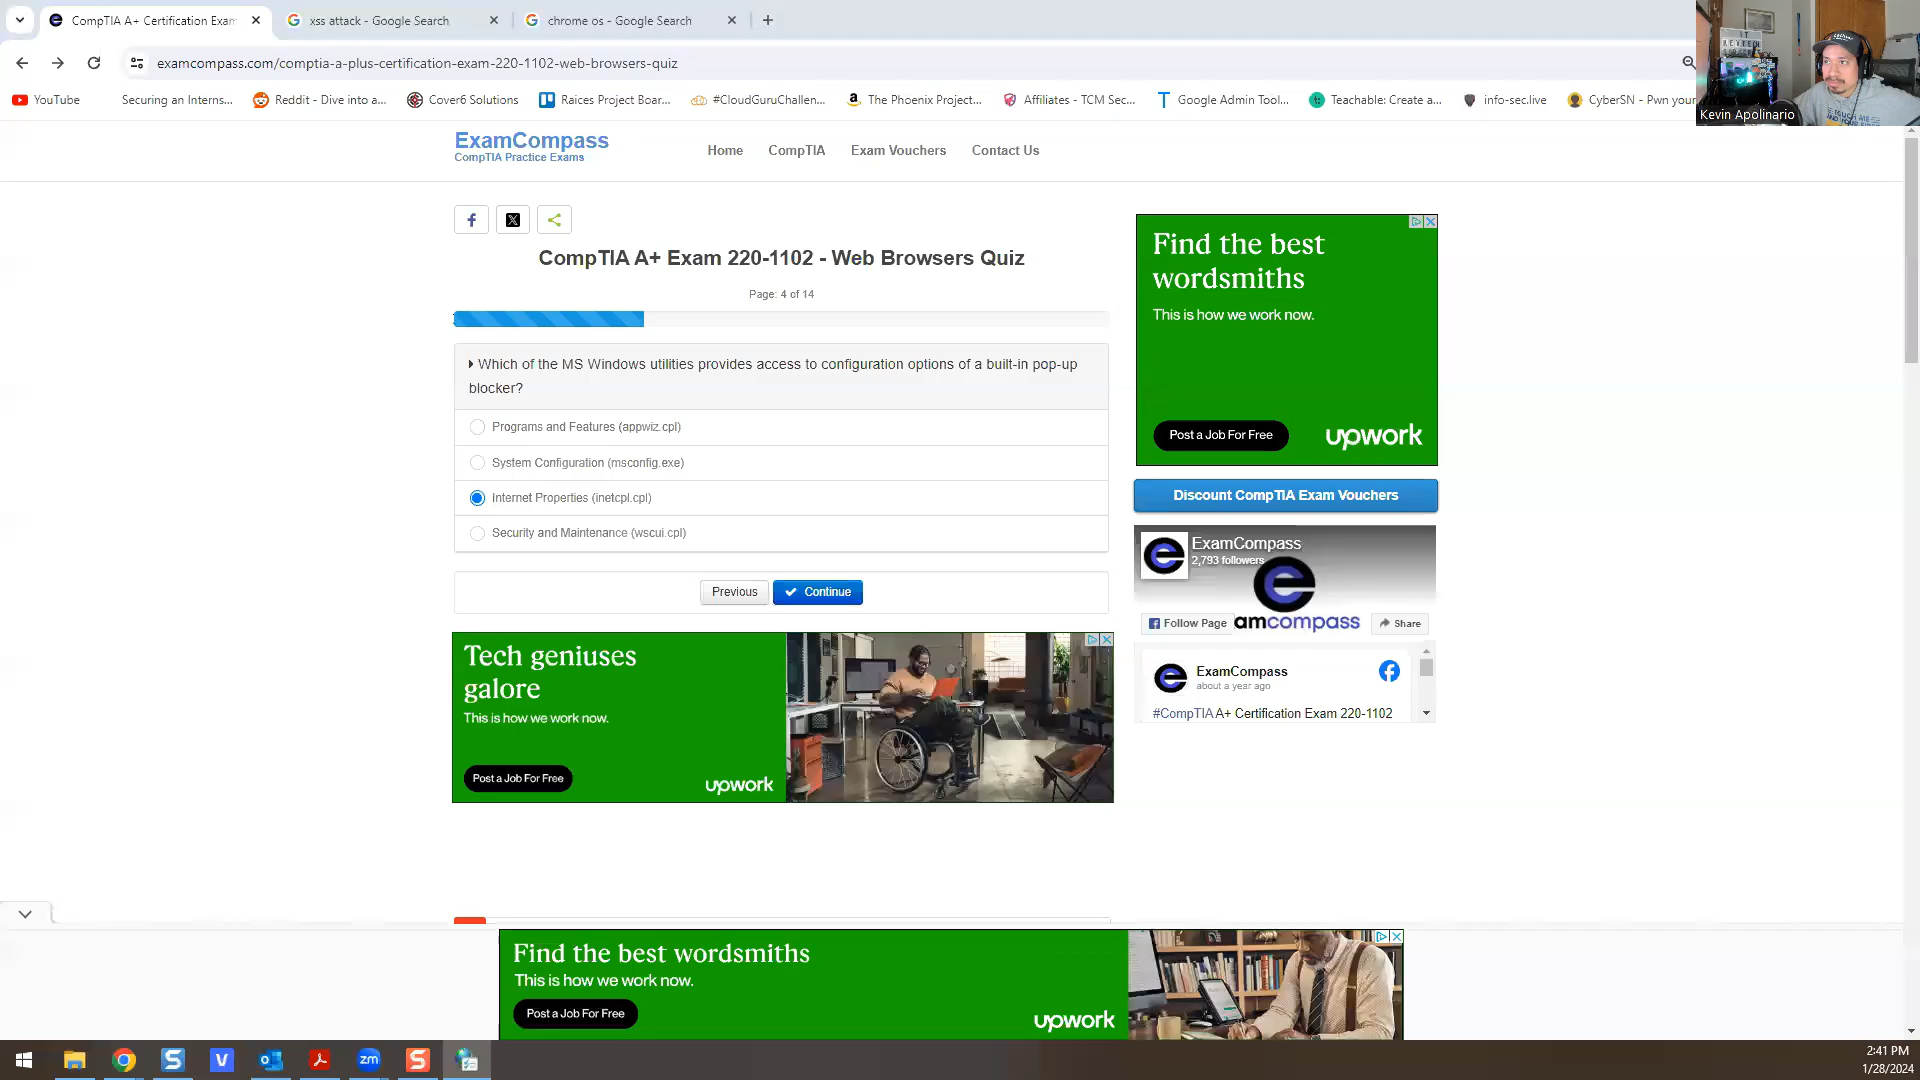 CompTIA A+ Certification Exam
xss attack - Google Search
chrome os - Google Search
examcompass.com/comptia-a-plus-certification-exam-220-1102-web-browsers-quiz
YouTube
Securing an Interns...
Reddit - Dive into a...
Cover6 Solutions
Raices Project Boar...
#CloudGuruChallen...
The Phoenix Project...
Affiliates - TCM Sec...
Google Admin Tool...
Teachable: Create a...
info-sec.live
CyberSN - Pwn your
Kevin Apolinario
ExamCompass
CompTIA Practice Exams
Home
CompTIA
Exam Vouchers
Contact Us
CompTIA A+ Exam 220-1102 - Web Browsers Quiz
Page: 4 of 14
Which of the MS Windows utilities provides access to configuration options of a built-in pop-up
blocker?
Programs and Features (appwiz.cpl)
System Configuration (msconfig.exe)
Internet Properties (inetcpl.cpl)
Security and Maintenance (wscui.cpl)
Previous
Continue
Find the best
wordsmiths
This is how we work now.
Post a Job For Free
upwork
Discount CompTIA Exam Vouchers
ExamCompass
2,793 followers
Follow Page
amcompass
Share
ExamCompass
about a year ago
#CompTIA A+ Certification Exam 220-1102
Tech geniuses
galore
This is how we work now.
Post a Job For Free
upwork
Find the best wordsmiths
This is how we work now.
Post a Job For Free
upwork
2:41 PM
1/28/2024